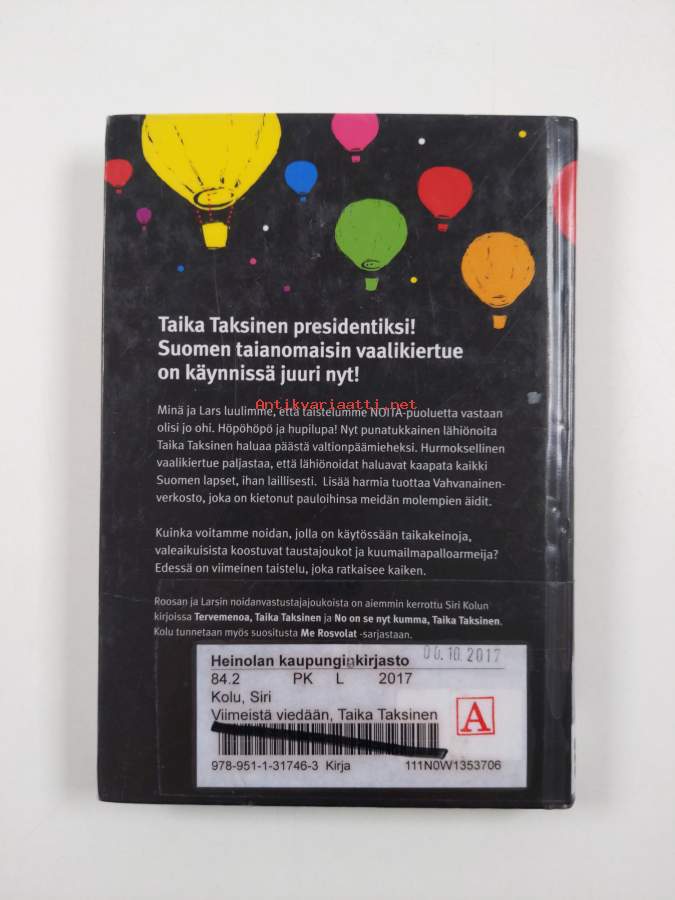 Taika Taksinen presidentiksi!
Suomen taianomaisin vaalikiertue
on käynnissä juuri nyt!
Antikvariaatti.net
Minä ja Lars luulimme, että taistelumme NOITA-puoluetta vastaan
olisi jo ohi. Höpöhöpö ja hupilupa! Nyt punatukkainen lähiönoita
Taika Taksinen haluaa päästä valtionpäämieheksi. Hurmoksellinen
vaalikiertue paljastaa, että lähiönoidat haluavat kaapata kaikki
Suomen lapset, ihan laillisesti. Lisää harmia tuottaa Vahvanainen-
verkosto, joka on kietonut pauloihinsa meidän molempien äidit.
Kuinka voitamme noidan, jolla on käytössään taikakeinoja,
valeaikuisista koostuvat taustajoukot ja kuumailmapalloarmeija?
Edessä on viimeinen taistelu, joka ratkaisee kaiken.
Roosan ja Larsin noidanvastustajajoukoista on aiemmin kerrottu Siri Kolun
kirjoissa Tervemenoa, Taika Taksinen ja No on se nyt kumma, Taika Taksinen.
Kolu tunnetaan myös suositusta Me Rosvolat -sarjastaan.
Heinolan kaupunginkirjasto
.10.2017
84.2 PK L 2017
Kolu, Siri
Viimeistä viedään, Taika Taksinen
A
978-951-1-31746-3 Kirja 111N0W1353706